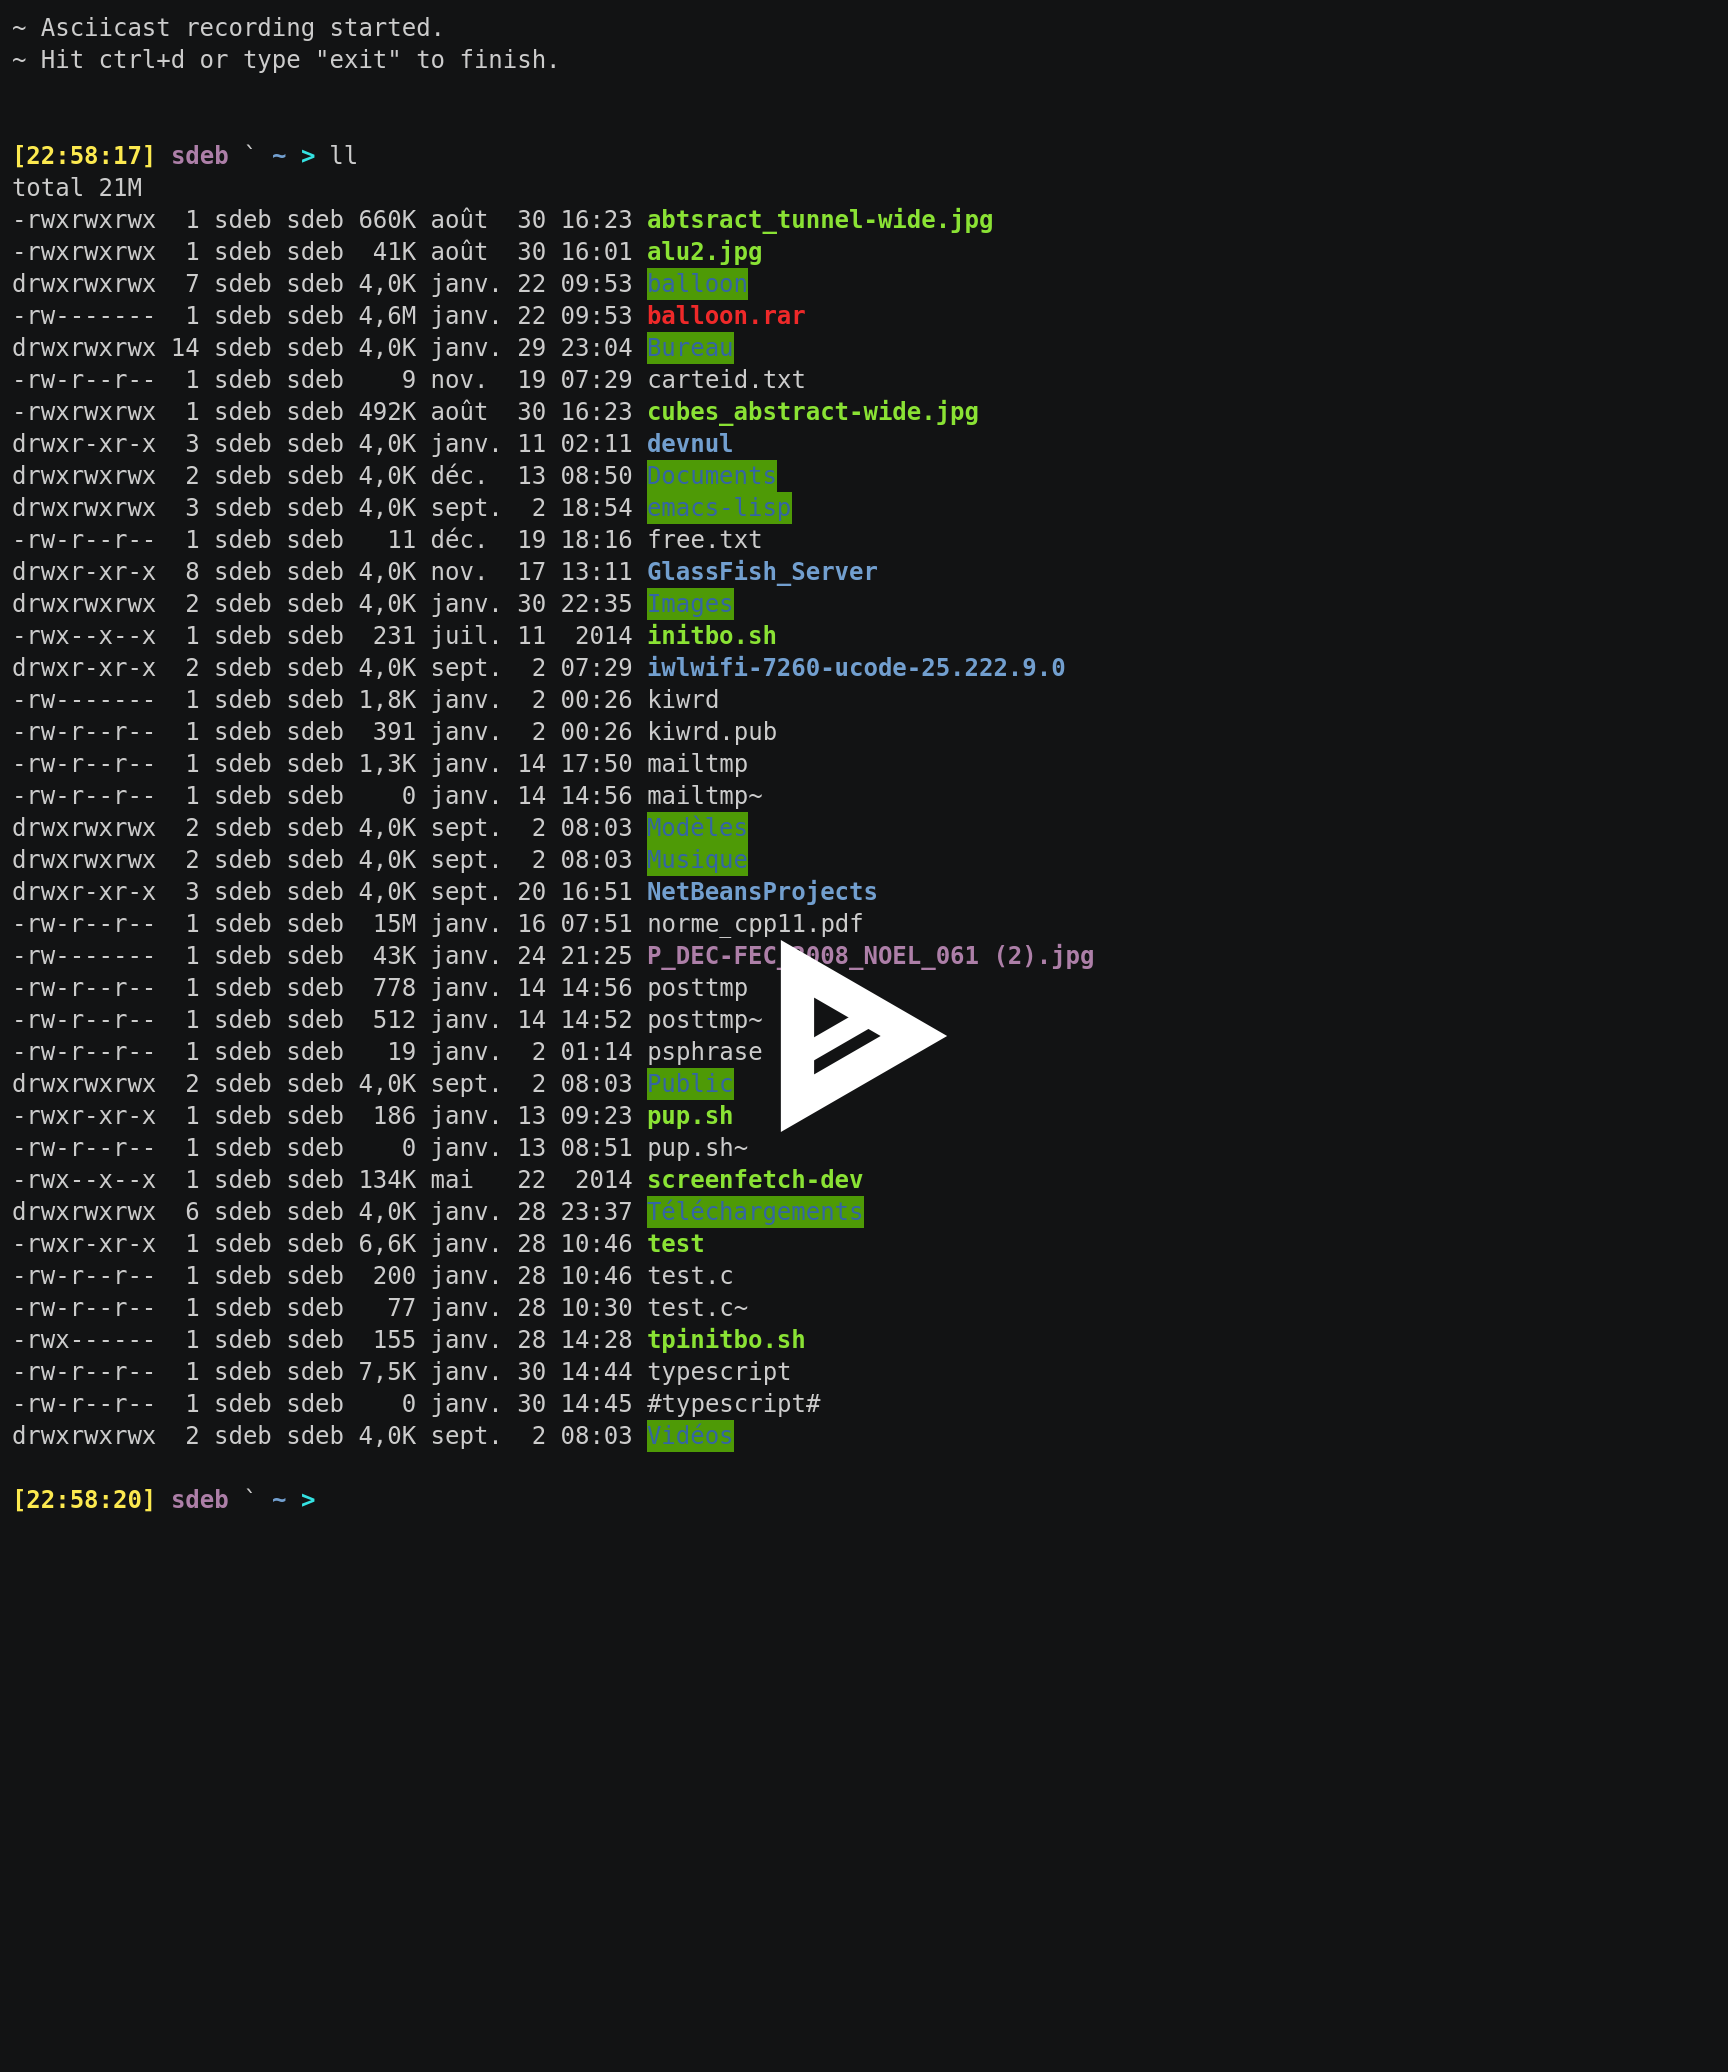 ~ Asciicast recording started.
~ Hit ctrl+d or type "exit" to finish.
[22:58:17] sdeb ` ~ > ll
total 21M
-rwxrwxrwx  1 sdeb sdeb 660K août  30 16:23 abtsract_tunnel-wide.jpg
-rwxrwxrwx  1 sdeb sdeb  41K août  30 16:01 alu2.jpg
drwxrwxrwx  7 sdeb sdeb 4,0K janv. 22 09:53 balloon
-rw-------  1 sdeb sdeb 4,6M janv. 22 09:53 balloon.rar
drwxrwxrwx 14 sdeb sdeb 4,0K janv. 29 23:04 Bureau
-rw-r--r--  1 sdeb sdeb    9 nov.  19 07:29 carteid.txt
-rwxrwxrwx  1 sdeb sdeb 492K août  30 16:23 cubes_abstract-wide.jpg
drwxr-xr-x  3 sdeb sdeb 4,0K janv. 11 02:11 devnul
drwxrwxrwx  2 sdeb sdeb 4,0K déc.  13 08:50 Documents
drwxrwxrwx  3 sdeb sdeb 4,0K sept.  2 18:54 emacs-lisp
-rw-r--r--  1 sdeb sdeb   11 déc.  19 18:16 free.txt
drwxr-xr-x  8 sdeb sdeb 4,0K nov.  17 13:11 GlassFish_Server
drwxrwxrwx  2 sdeb sdeb 4,0K janv. 30 22:35 Images
-rwx--x--x  1 sdeb sdeb  231 juil. 11  2014 initbo.sh
drwxr-xr-x  2 sdeb sdeb 4,0K sept.  2 07:29 iwlwifi-7260-ucode-25.222.9.0
-rw-------  1 sdeb sdeb 1,8K janv.  2 00:26 kiwrd
-rw-r--r--  1 sdeb sdeb  391 janv.  2 00:26 kiwrd.pub
-rw-r--r--  1 sdeb sdeb 1,3K janv. 14 17:50 mailtmp
-rw-r--r--  1 sdeb sdeb    0 janv. 14 14:56 mailtmp~
drwxrwxrwx  2 sdeb sdeb 4,0K sept.  2 08:03 Modèles
drwxrwxrwx  2 sdeb sdeb 4,0K sept.  2 08:03 Musique
drwxr-xr-x  3 sdeb sdeb 4,0K sept. 20 16:51 NetBeansProjects
-rw-r--r--  1 sdeb sdeb  15M janv. 16 07:51 norme_cpp11.pdf
-rw-------  1 sdeb sdeb  43K janv. 24 21:25 P_DEC-FEC_2008_NOEL_061 (2).jpg
-rw-r--r--  1 sdeb sdeb  778 janv. 14 14:56 posttmp
-rw-r--r--  1 sdeb sdeb  512 janv. 14 14:52 posttmp~
-rw-r--r--  1 sdeb sdeb   19 janv.  2 01:14 psphrase
drwxrwxrwx  2 sdeb sdeb 4,0K sept.  2 08:03 Public
-rwxr-xr-x  1 sdeb sdeb  186 janv. 13 09:23 pup.sh
-rw-r--r--  1 sdeb sdeb    0 janv. 13 08:51 pup.sh~
-rwx--x--x  1 sdeb sdeb 134K mai   22  2014 screenfetch-dev
drwxrwxrwx  6 sdeb sdeb 4,0K janv. 28 23:37 Téléchargements
-rwxr-xr-x  1 sdeb sdeb 6,6K janv. 28 10:46 test
-rw-r--r--  1 sdeb sdeb  200 janv. 28 10:46 test.c
-rw-r--r--  1 sdeb sdeb   77 janv. 28 10:30 test.c~
-rwx------  1 sdeb sdeb  155 janv. 28 14:28 tpinitbo.sh
-rw-r--r--  1 sdeb sdeb 7,5K janv. 30 14:44 typescript
-rw-r--r--  1 sdeb sdeb    0 janv. 30 14:45 #typescript#
drwxrwxrwx  2 sdeb sdeb 4,0K sept.  2 08:03 Vidéos
[22:58:20] sdeb ` ~ >